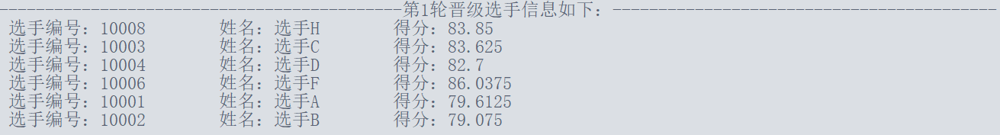 ----------------------------------------第1轮晋级选手信息如下：----------------------------------------
选手编号：10008 姓名：选手H 得分：83.85
选手编号：10003 姓名：选手C 得分：83.625
选手编号：10004 姓名：选手D 得分：82.7
选手编号：10006 姓名：选手F 得分：86.0375
选手编号：10001 姓名：选手A 得分：79.6125
选手编号：10002 姓名：选手B 得分：79.075